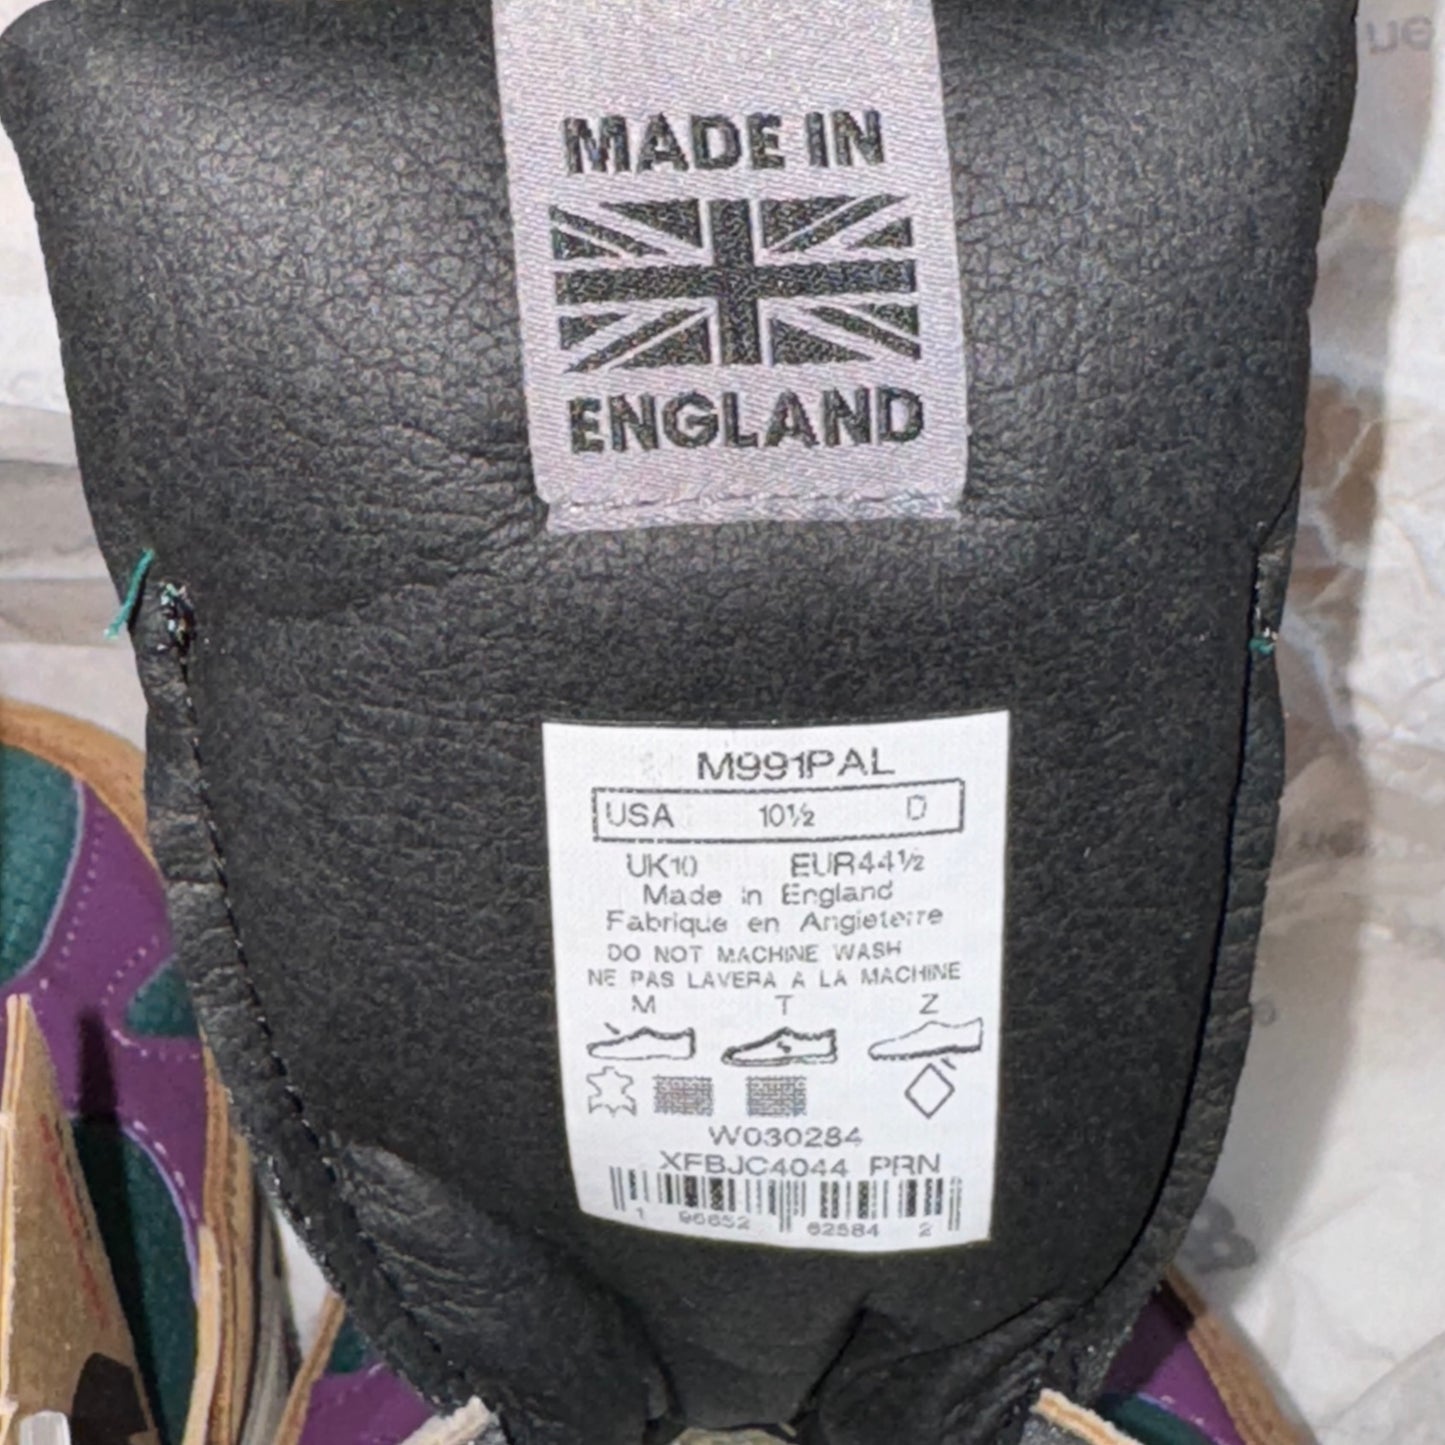 MADE IN
ENGLAND
M991PAL
USA 10½ D
UK10 EUR44½
Made in England
Fabrique en Angleterre
DO NOT MACHINE WASH
NE PAS LAVERA A LA MACHINE
M T Z
W030284
XFBJC4044 PRN
1 96652 62584 2